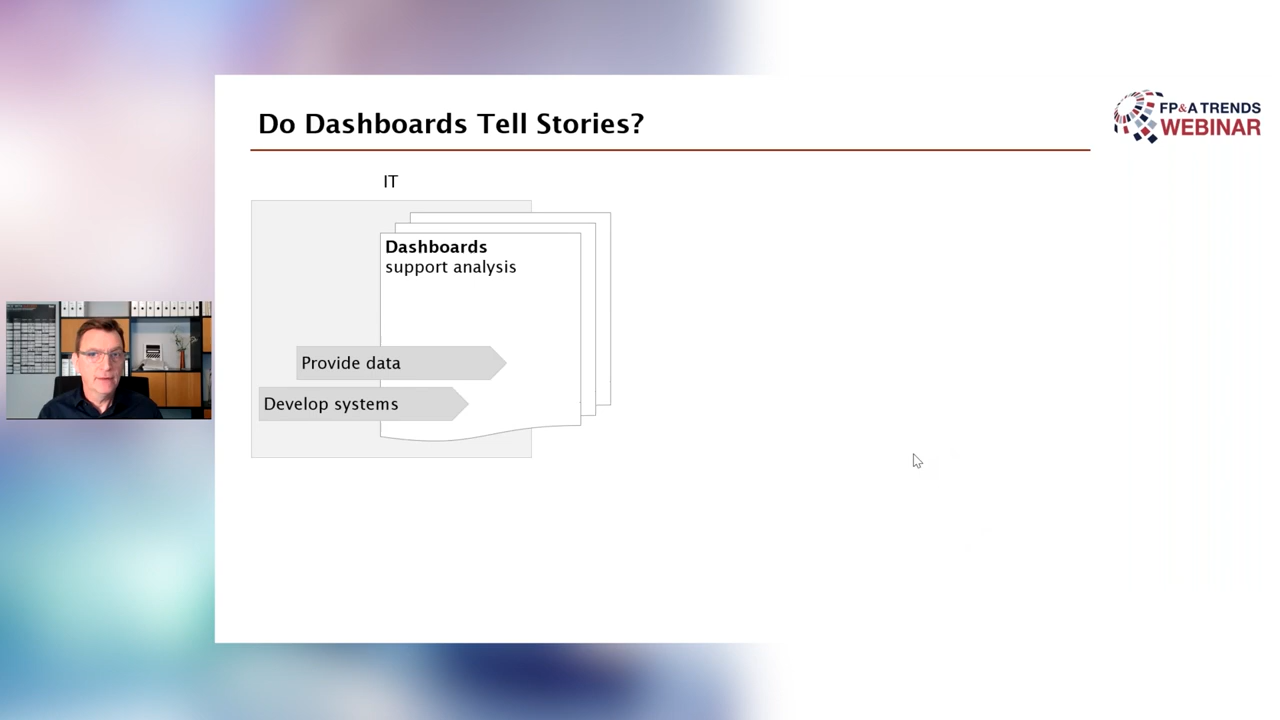 Do Dashboards Tell Stories?
FP&A TRENDS
WEBINAR
IT
Dashboards
support analysis
Provide data
Develop systems